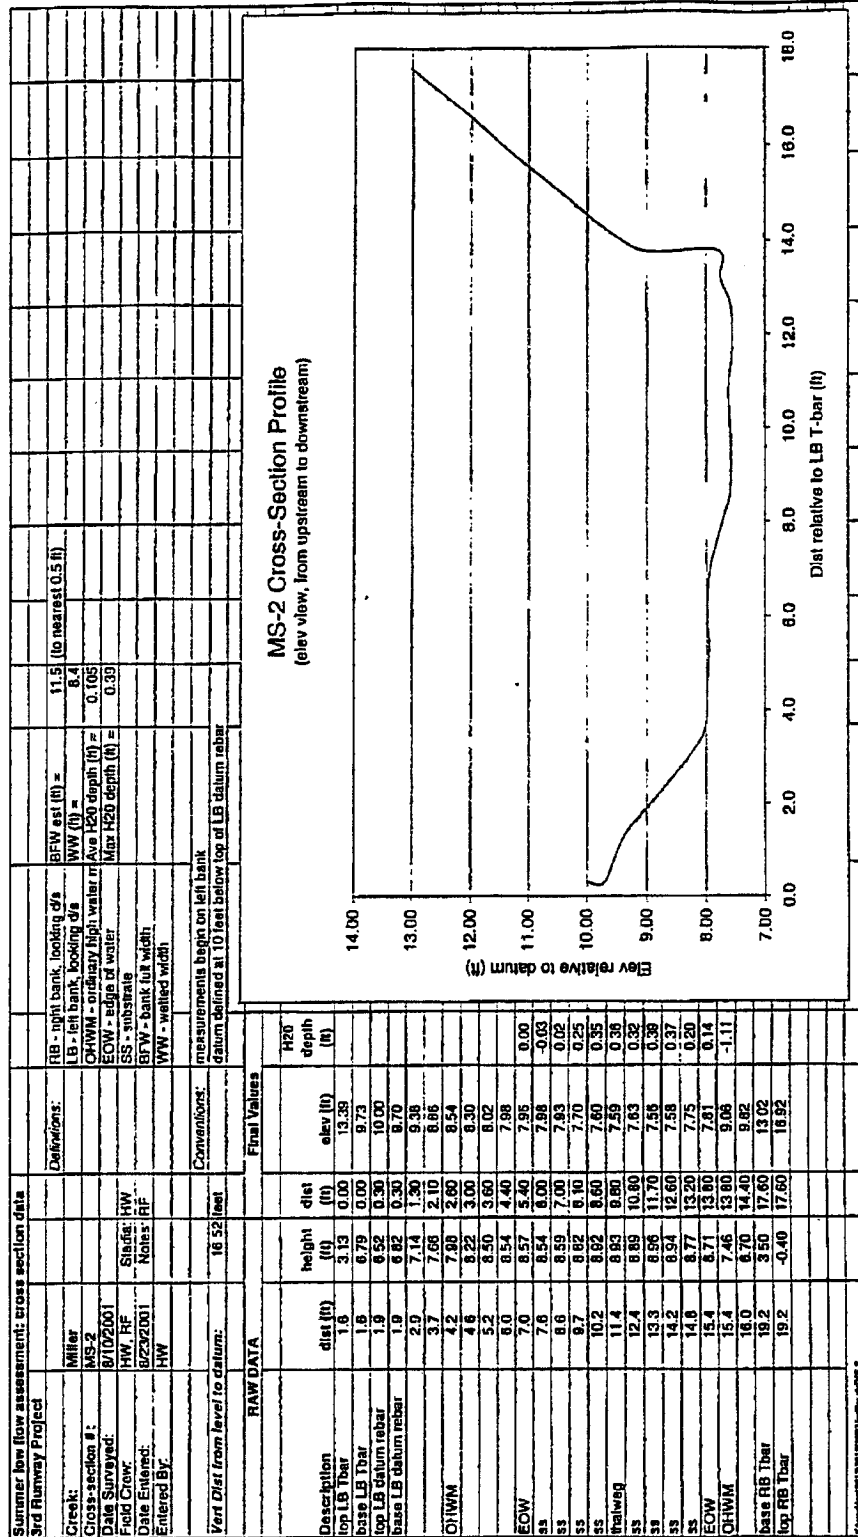 Summer low flow assessment: cross section data
3rd Runway Project
Definitions: RB - right bank, looking d/s BFW est (ft) = 11.5 (to nearest 0.5 ft)
Creek: Miller LB - left bank, looking d/s WW (ft) = 8.4
Cross-section #: MS-2 OHWM - ordinary high water m Ave H20 depth (ft) = 0.105
Date Surveyed: 8/10/2001 EOW - edge of water Max H20 depth (ft) = 0.39
Field Crew: HW, RF Stadia: HW SS - substrate
Date Entered: 8/23/2001 Notes: RF BFW - bank full width
Entered By: HW WW - wetted width
Conventions: measurements begin on left bank
Vert Dist from level to datum: 16.52 feet datum defined at 10 feet below top of LB datum rebar
RAW DATA Final Values
Description dist (ft) height (ft) dist (ft) elev (ft) H20 depth (ft)
top LB Tbar 1.6 3.13 0.00 13.39
base LB Tbar 1.6 6.79 0.00 9.73
top LB datum rebar 1.9 6.52 0.30 10.00
base LB datum rebar 1.9 6.82 0.30 9.70
2.9 7.14 1.30 9.38
3.7 7.66 2.10 8.86
OHWM 4.2 7.98 2.60 8.54
4.6 8.22 3.00 8.30
5.2 8.50 3.60 8.02
6.0 8.54 4.40 7.98
EOW 7.0 8.57 5.40 7.95 0.00
ss 7.6 8.54 6.00 7.98 -0.03
ss 8.6 8.59 7.00 7.93 0.02
ss 9.7 8.82 8.10 7.70 0.25
ss 10.2 8.92 8.60 7.60 0.35
thalweg 11.4 8.93 9.80 7.59 0.36
ss 12.4 8.89 10.80 7.63 0.32
ss 13.3 8.96 11.70 7.56 0.39
ss 14.2 8.94 12.60 7.58 0.37
ss 14.8 8.77 13.20 7.75 0.20
EOW 15.4 8.71 13.80 7.81 0.14
OHWM 15.4 7.46 13.80 9.06 -1.11
16.0 6.70 14.40 9.82
base RB Tbar 19.2 3.50 17.60 13.02
top RB Tbar 19.2 -0.40 17.60 16.92
MS-2 Cross-Section Profile
(elev view, from upstream to downstream)
Elev relative to datum (ft)
14.00
13.00
12.00
11.00
10.00
9.00
8.00
7.00
0.0 2.0 4.0 6.0 8.0 10.0 12.0 14.0 16.0 18.0
Dist relative to LB T-bar (ft)